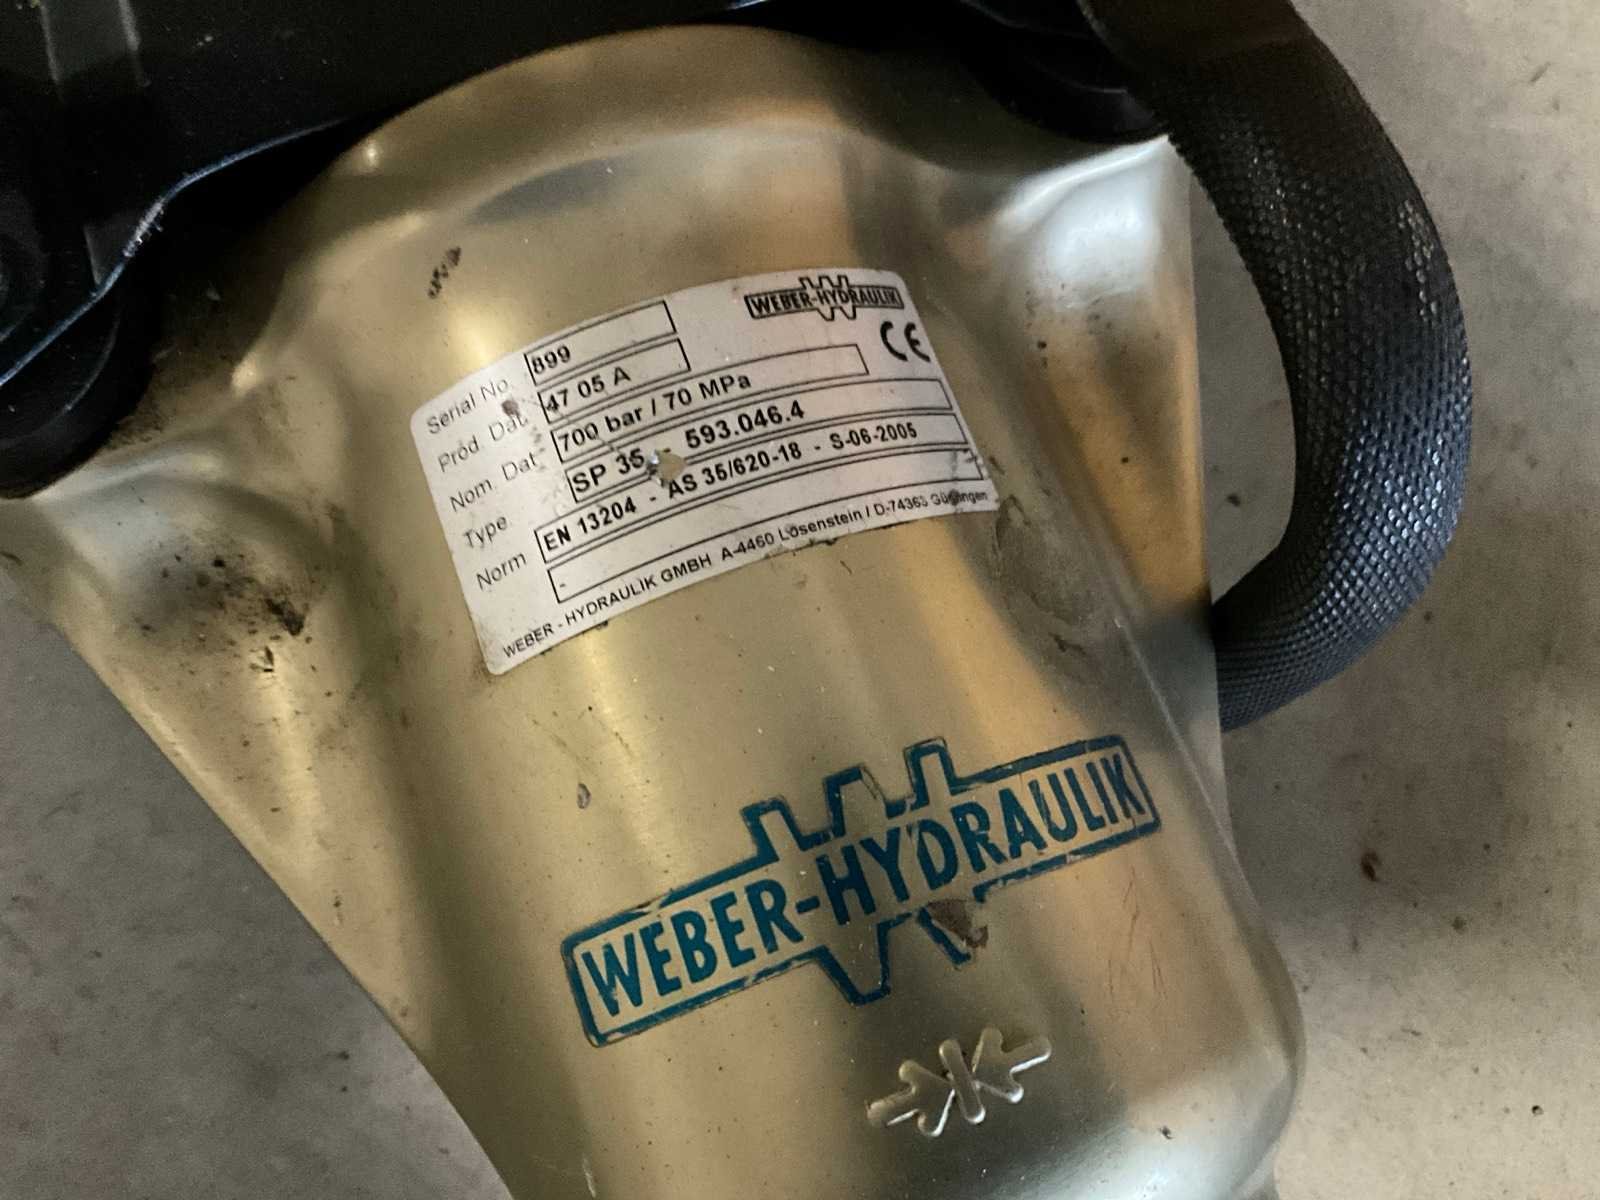 WEBER-HYDRAULIK
CE
Serial No. 899
Prod. Dat. 47 05 A
Nom. Dat. 700 bar / 70 MPa
Type SP 35 - 593.046.4
Norm EN 13204 - AS 35/620-18 - S-06-2005
-
WEBER - HYDRAULIK GMBH A-4460 Losenstein / D-74363 Güglingen
WEBER-HYDRAULIK